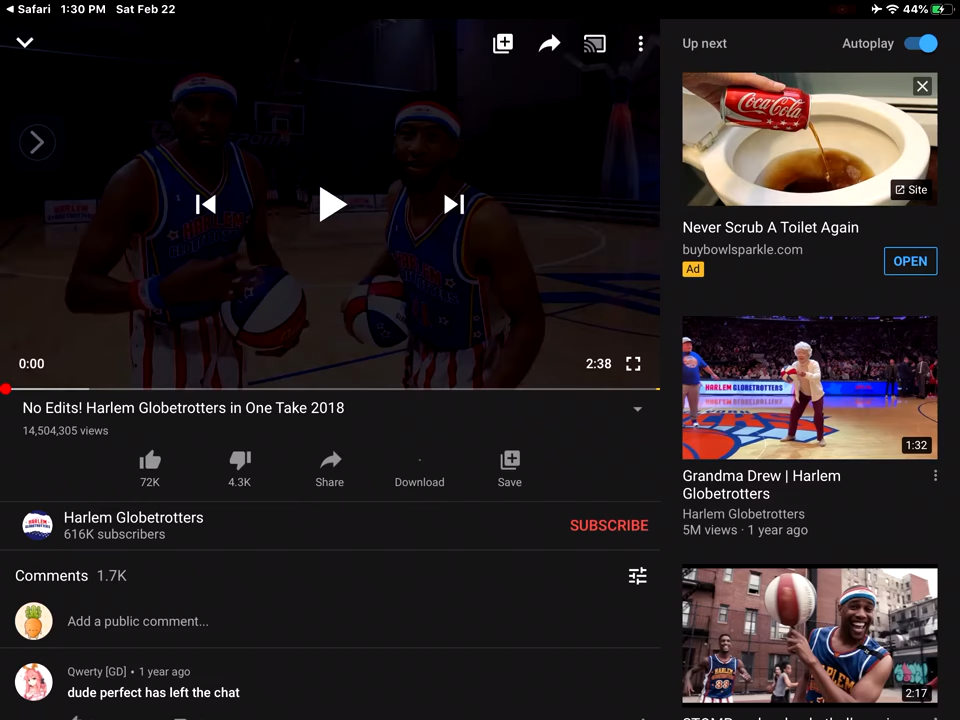 Safari 1:30 PM Sat Feb 22
44%
Up next
Autoplay
Coca-Cola
Site
Never Scrub A Toilet Again
buybowlsparkle.com
Ad
OPEN
0:00
2:38
No Edits! Harlem Globetrotters in One Take 2018
14,504,305 views
72K
4.3K
Share
Download
Save
Harlem Globetrotters
616K subscribers
SUBSCRIBE
Comments 1.7K
Add a public comment...
Qwerty [GD] • 1 year ago
dude perfect has left the chat
HARLEM GLOBETROTTERS
1:32
Grandma Drew | Harlem
Globetrotters
Harlem Globetrotters
5M views · 1 year ago
HARLEM
2:17